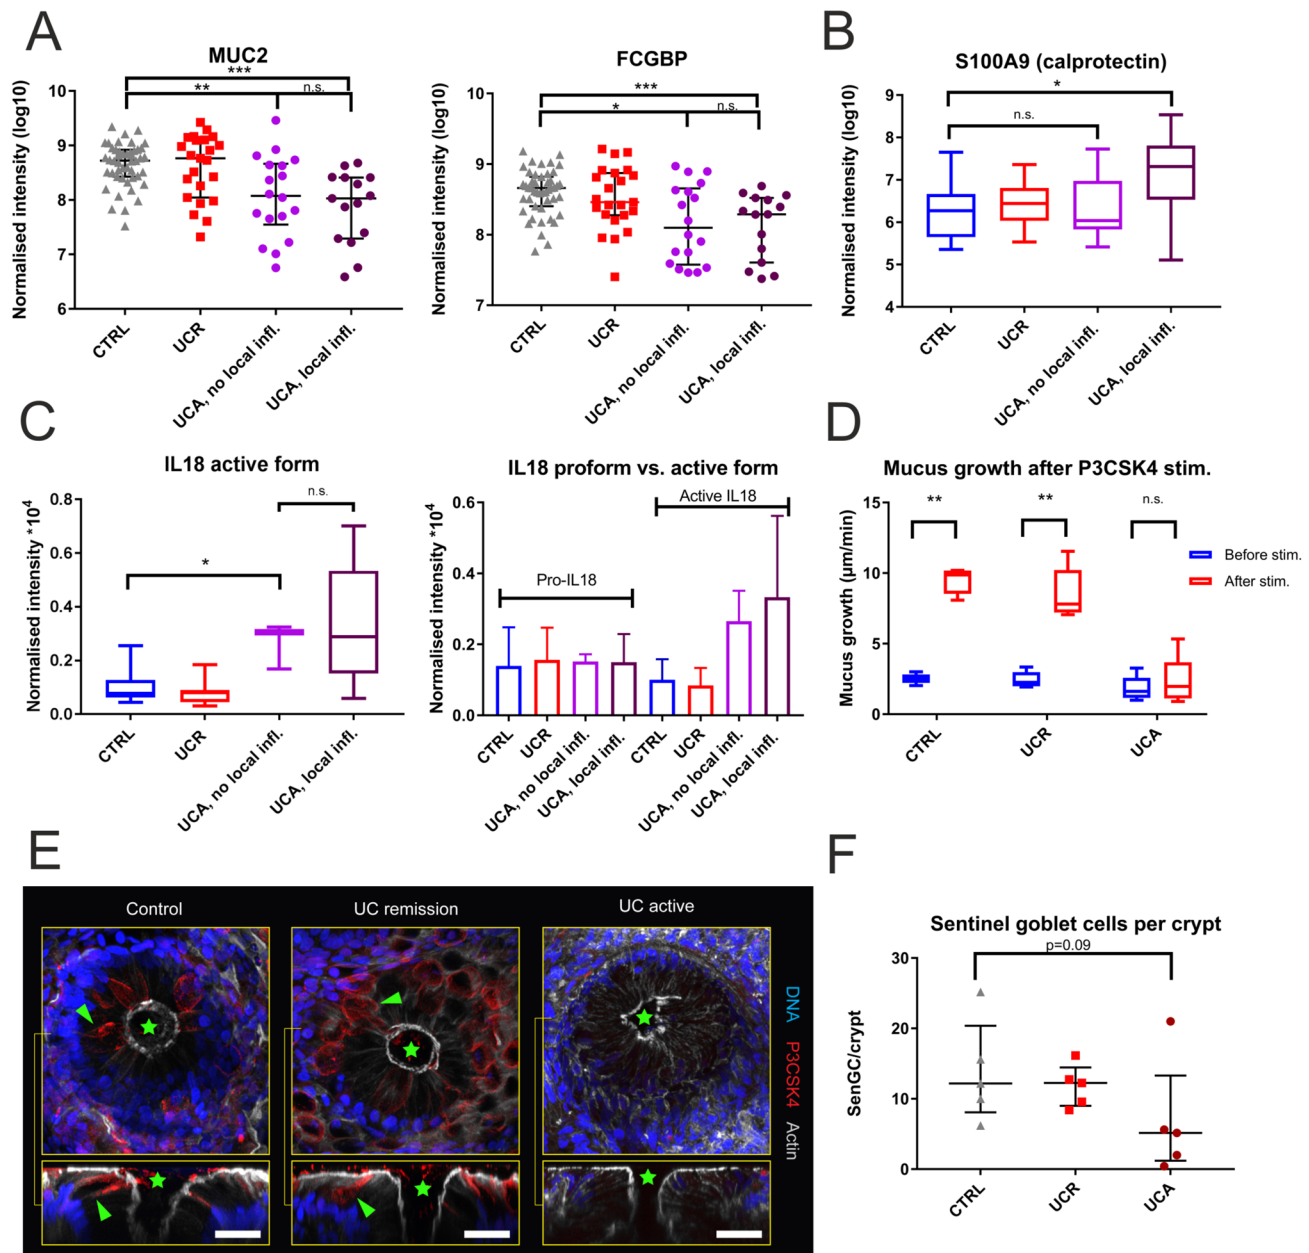 A
MUC2
***
**
n.s.
Normalised intensity (log10)
10
9
8
7
6
CTRL
UCR
UCA, no local infl.
UCA, local infl.
FCGBP
***
*
n.s.
Normalised intensity (log10)
10
9
8
7
CTRL
UCR
UCA, no local infl.
UCA, local infl.
B
S100A9 (calprotectin)
*
n.s.
Normalised intensity (log10)
9
8
7
6
5
4
CTRL
UCR
UCA, no local infl.
UCA, local infl.
C
IL18 active form
n.s.
*
Normalised intensity *10⁴
0.8
0.6
0.4
0.2
0.0
CTRL
UCR
UCA, no local infl.
UCA, local infl.
IL18 proform vs. active form
Active IL18
Pro-IL18
Normalised intensity *10⁴
0.6
0.4
0.2
0.0
CTRL
UCR
UCA, no local infl.
UCA, local infl.
CTRL
UCR
UCA, no local infl.
UCA, local infl.
D
Mucus growth after P3CSK4 stim.
**
**
n.s.
Mucus growth (µm/min)
15
10
5
0
CTRL
UCR
UCA
Before stim.
After stim.
E
Control
UC remission
UC active
DNA P3CSK4 Actin
F
Sentinel goblet cells per crypt
p=0.09
SenGC/crypt
30
20
10
0
CTRL
UCR
UCA